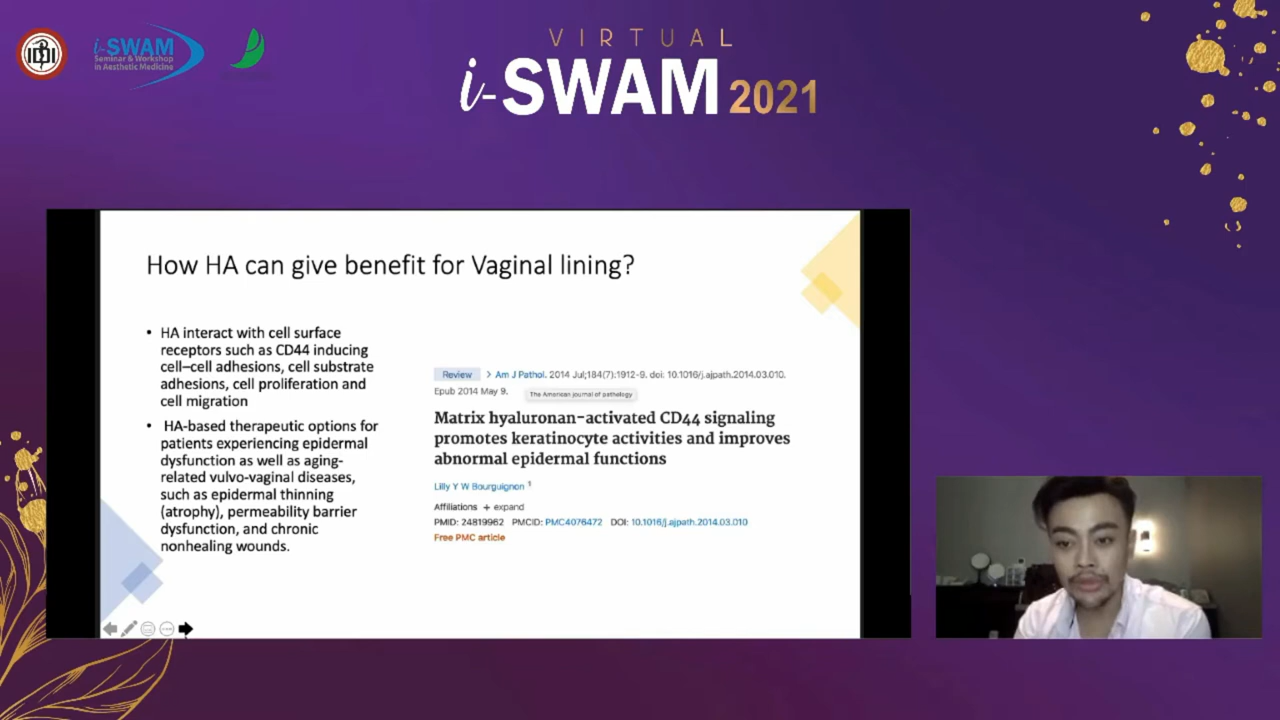 IDI
i-SWAM
Seminar & Workshop
in Aesthetic Medicine
VIRTUAL
i-SWAM 2021
How HA can give benefit for Vaginal lining?
• HA interact with cell surface
receptors such as CD44 inducing
cell–cell adhesions, cell substrate
adhesions, cell proliferation and
cell migration
• HA-based therapeutic options for
patients experiencing epidermal
dysfunction as well as aging-
related vulvo-vaginal diseases,
such as epidermal thinning
(atrophy), permeability barrier
dysfunction, and chronic
nonhealing wounds.
Review > Am J Pathol. 2014 Jul;184(7):1912-9. doi: 10.1016/j.ajpath.2014.03.010.
Epub 2014 May 9.
The American journal of pathology
Matrix hyaluronan-activated CD44 signaling
promotes keratinocyte activities and improves
abnormal epidermal functions
Lilly Y W Bourguignon 1
Affiliations + expand
PMID: 24819962 PMCID: PMC4076472 DOI: 10.1016/j.ajpath.2014.03.010
Free PMC article